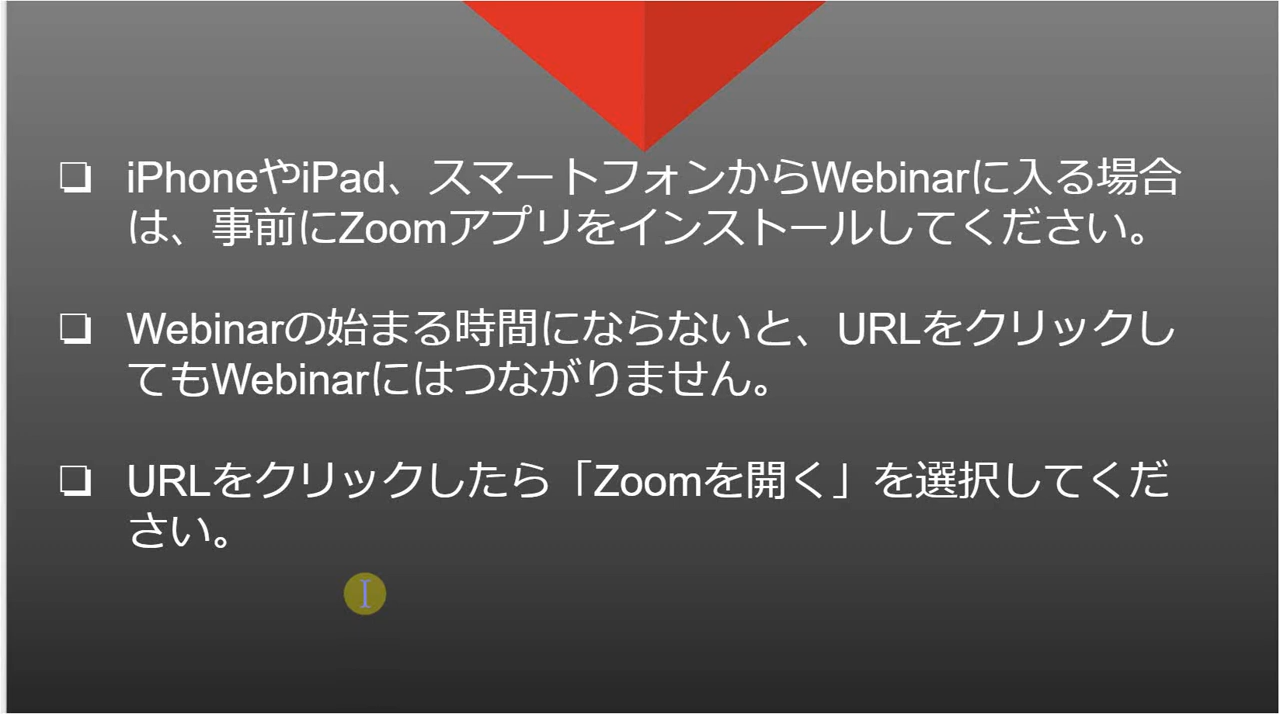 ❏ iPhoneやiPad、スマートフォンからWebinarに入る場合
は、事前にZoomアプリをインストールしてください。
❏ Webinarの始まる時間にならないと、URLをクリックし
てもWebinarにはつながりません。
❏ URLをクリックしたら「Zoomを開く」を選択してくだ
さい。